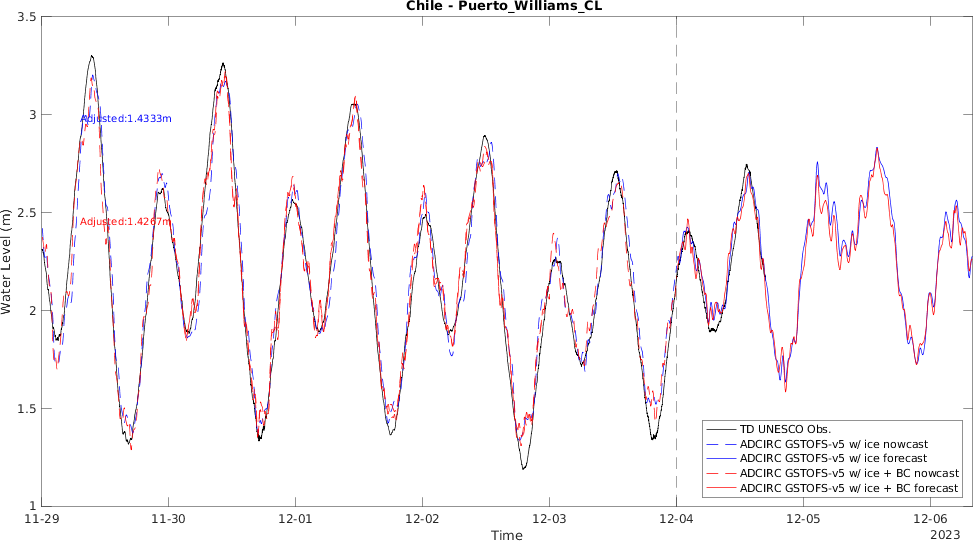 Chile - Puerto_Williams_CL
3.5
3
2.5
2
1.5
1
Water Level (m)
Adjusted:1.4333m
Adjusted:1.4267m
TD UNESCO Obs.
ADCIRC GSTOFS-v5 w/ ice nowcast
ADCIRC GSTOFS-v5 w/ ice forecast
ADCIRC GSTOFS-v5 w/ ice + BC nowcast
ADCIRC GSTOFS-v5 w/ ice + BC forecast
11-29 11-30 12-01 12-02 12-03 12-04 12-05 12-06
Time
2023